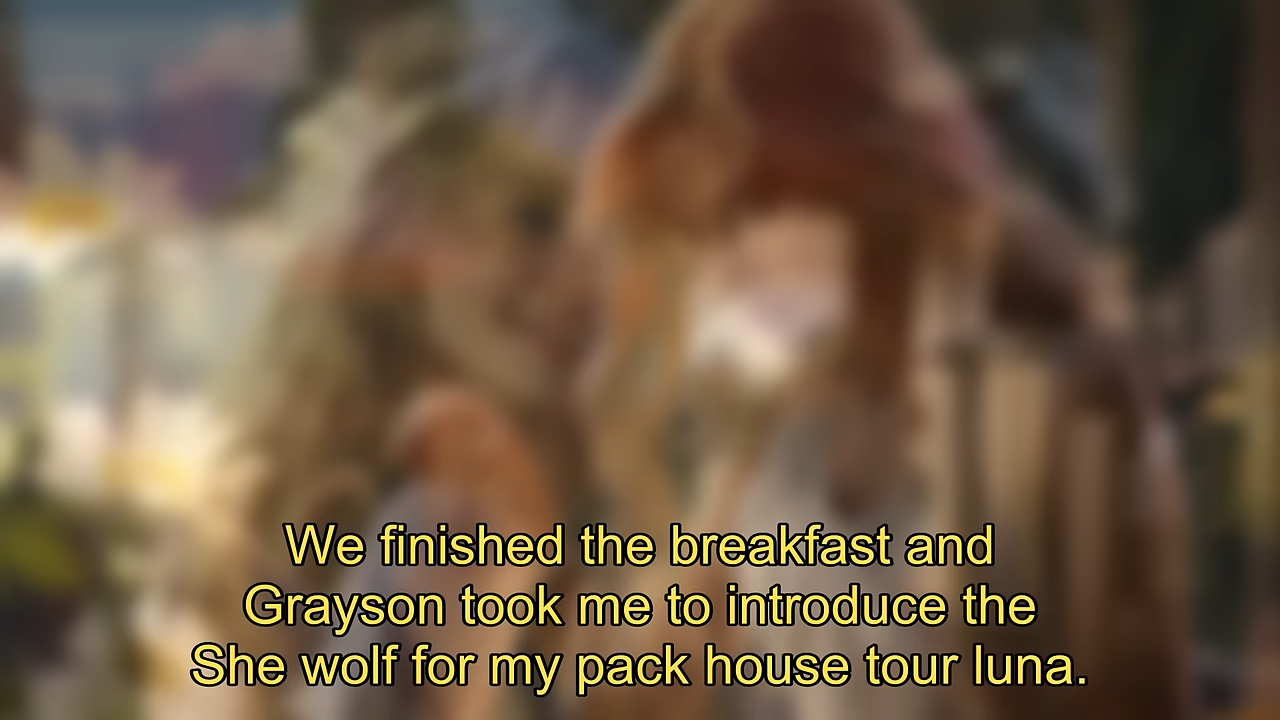 We finished the breakfast and
Grayson took me to introduce the
She wolf for my pack house tour luna.